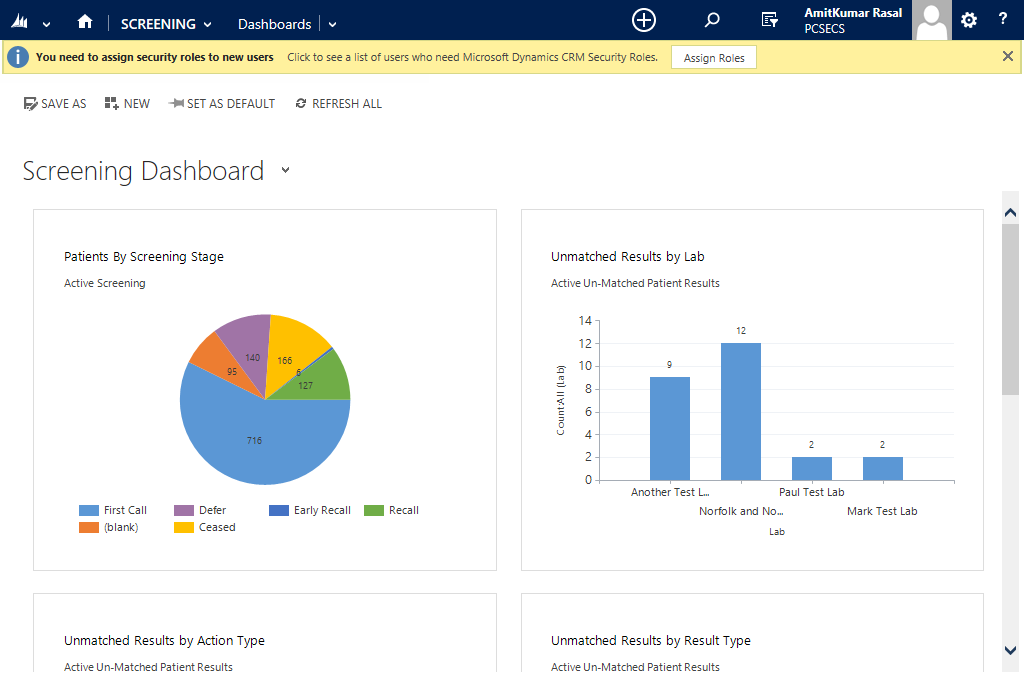 SCREENING Dashboards AmitKumar Rasal
PCSECS
?
You need to assign security roles to new users Click to see a list of users who need Microsoft Dynamics CRM Security Roles. Assign Roles
SAVE AS NEW SET AS DEFAULT REFRESH ALL
Screening Dashboard
Patients By Screening Stage
Active Screening
140
166
95
6
127
716
First Call Defer Early Recall Recall
(blank) Ceased
Unmatched Results by Lab
Active Un-Matched Patient Results
Count:All (Lab)
14
12
10
8
6
4
2
0
9
12
2
2
Another Test L... Paul Test Lab
Norfolk and No... Mark Test Lab
Lab
Unmatched Results by Action Type
Active Un-Matched Patient Results
Unmatched Results by Result Type
Active Un-Matched Patient Results